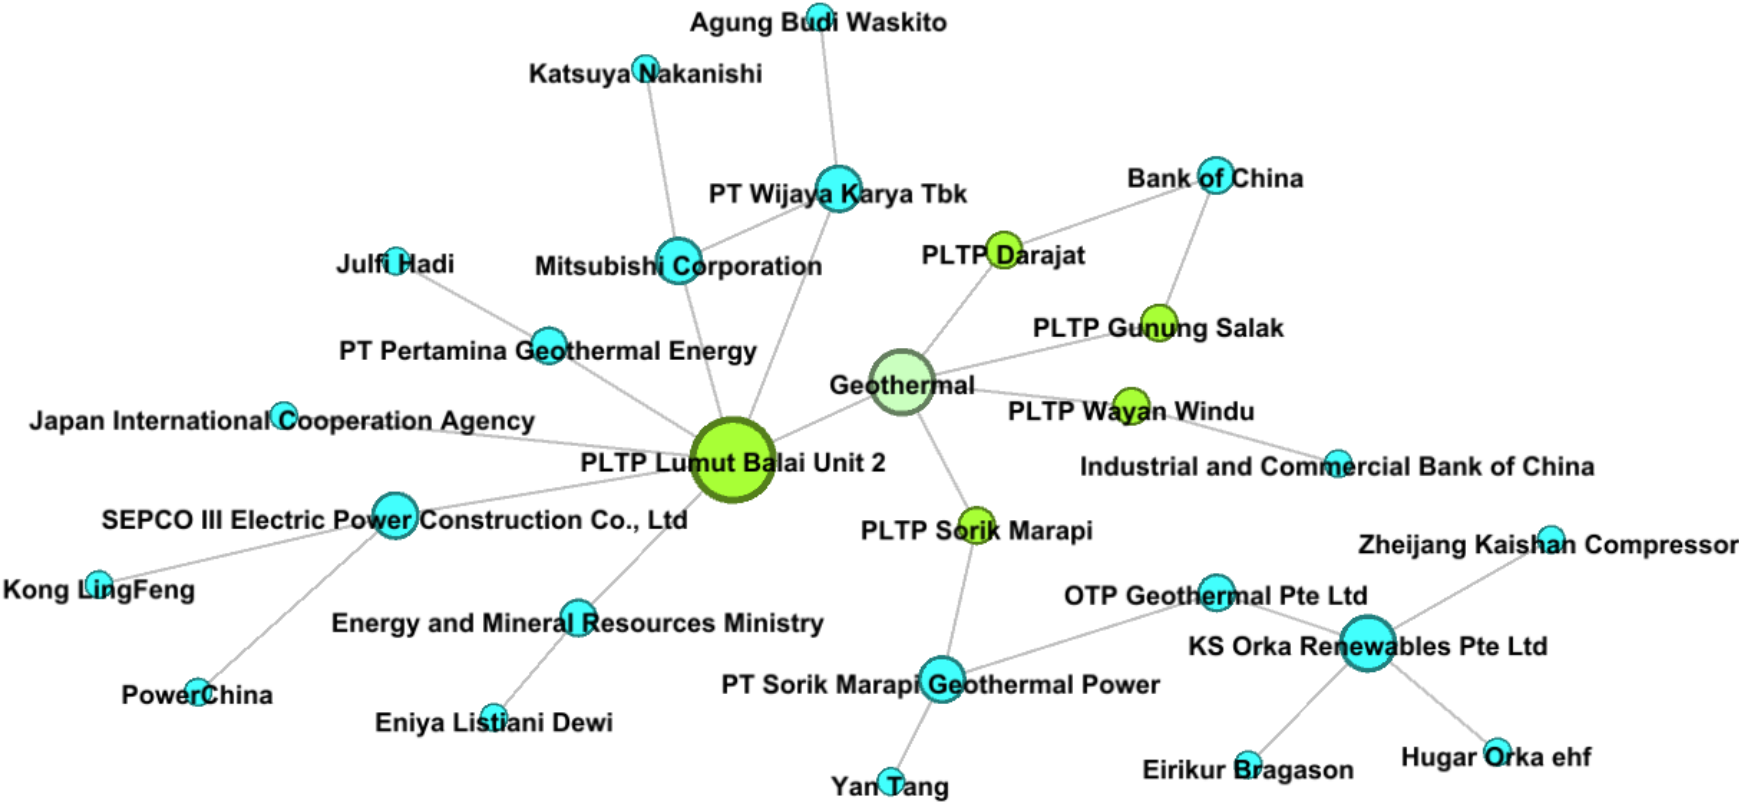 Agung Budi Waskito
Katsuya Nakanishi
Bank of China
PT Wijaya Karya Tbk
PLTP Darajat
Julfi Hadi
Mitsubishi Corporation
PLTP Gunung Salak
PT Pertamina Geothermal Energy
Geothermal
PLTP Wayan Windu
Japan International Cooperation Agency
PLTP Lumut Balai Unit 2
Industrial and Commercial Bank of China
SEPCO III Electric Power Construction Co., Ltd
PLTP Sorik Marapi
Zheijang Kaishan Compressor
Kong LingFeng
OTP Geothermal Pte Ltd
Energy and Mineral Resources Ministry
KS Orka Renewables Pte Ltd
PT Sorik Marapi Geothermal Power
PowerChina
Eniya Listiani Dewi
Hugar Orka ehf
Eirikur Bragason
Yan Tang